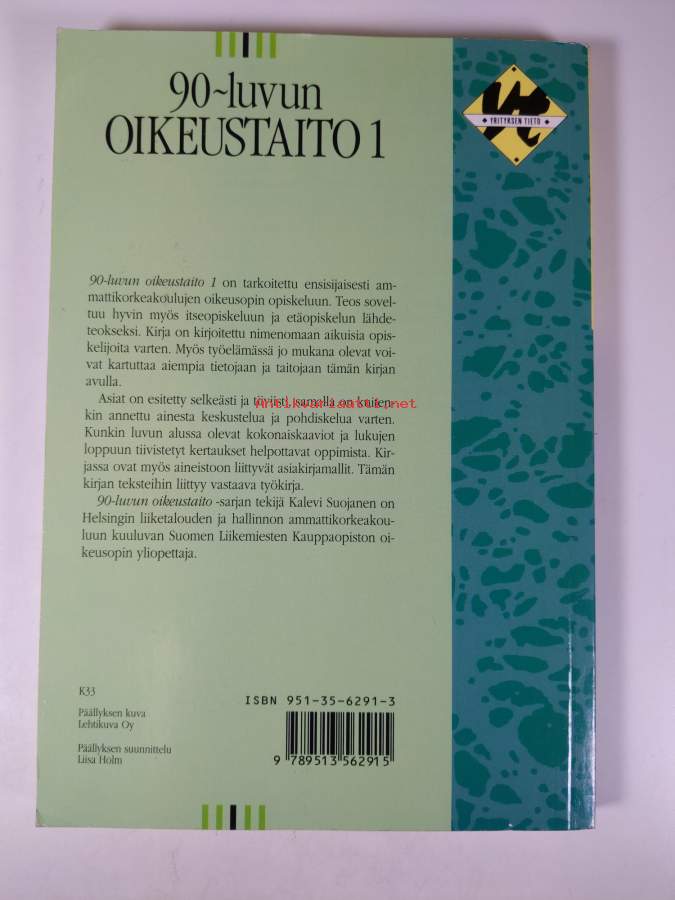 90~luvun
OIKEUSTAITO 1
YRITYKSEN TIETO
90-luvun oikeustaito 1 on tarkoitettu ensisijaisesti am-
mattikorkeakoulujen oikeusopin opiskeluun. Teos sovel-
tuu hyvin myös itseopiskeluun ja etäopiskelun lähde-
teokseksi. Kirja on kirjoitettu nimenomaan aikuisia opis-
kelijoita varten. Myös työelämässä jo mukana olevat voi-
vat kartuttaa aiempia tietojaan ja taitojaan tämän kirjan
avulla.
Asiat on esitetty selkeästi ja tiiviisti, samalla on kuiten-
Antikvariaatti.net
kin annettu ainesta keskustelua ja pohdiskelua varten.
Kunkin luvun alussa olevat kokonaiskaaviot ja lukujen
loppuun tiivistetyt kertaukset helpottavat oppimista. Kir-
jassa ovat myös aineistoon liittyvät asiakirjamallit. Tämän
kirjan teksteihin liittyy vastaava työkirja.
90-luvun oikeustaito -sarjan tekijä Kalevi Suojanen on
Helsingin liiketalouden ja hallinnon ammattikorkeakou-
luun kuuluvan Suomen Liikemiesten Kauppaopiston oi-
keusopin yliopettaja.
K33
Päällyksen kuva
Lehtikuva Oy
Päällyksen suunnittelu
Liisa Holm
ISBN 951-35-6291-3
9 789513 562915